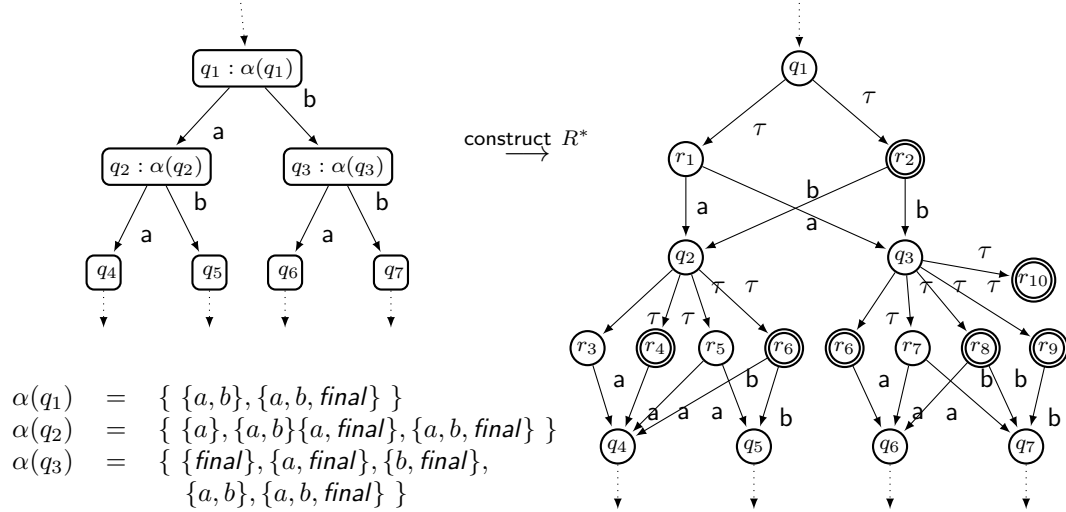 q1 : α(q1)
a
b
q2 : α(q2)
q3 : α(q3)
a
b
a
b
q4
q5
q6
q7
α(q1) = { {a, b}, {a, b, final} }
α(q2) = { {a}, {a, b}{a, final}, {a, b, final} }
α(q3) = { {final}, {a, final}, {b, final},
{a, b}, {a, b, final} }
construct R*
→
q1
τ
τ
r1
r2
a
b
a
b
q2
q3
τ
r10
τ
τ
τ
τ
τ
τ
τ
τ
r3
r4
r5
r6
r6
r7
r8
r9
a
b
a
b
b
a
a
a
b
a
b
q4
q5
q6
q7